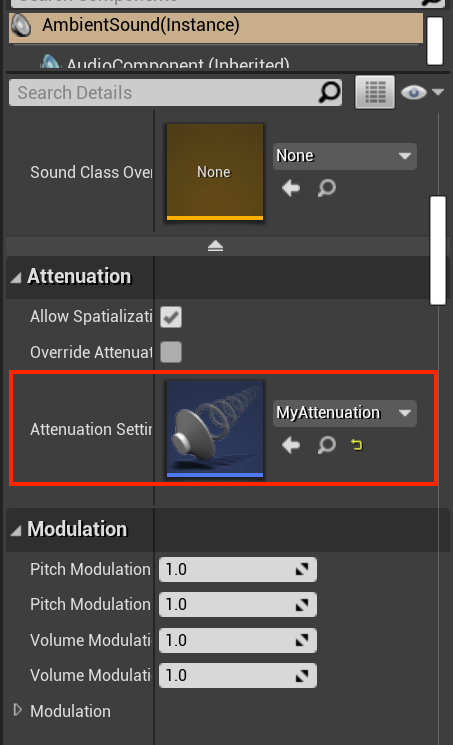 Search Components
AmbientSound(Instance)
AudioComponent (Inherited)
Search Details
Sound Class Over
None
None
Attenuation
Allow Spatializati
Override Attenuat
Attenuation Settin
MyAttenuation
Modulation
Pitch Modulation
1.0
Pitch Modulation
1.0
Volume Modulati
1.0
Volume Modulati
1.0
Modulation